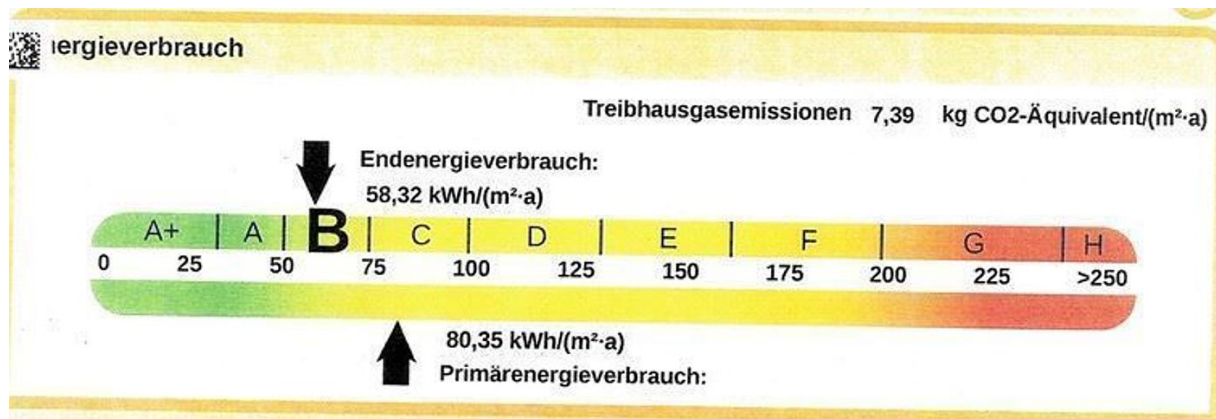 nergieverbrauch
Treibhausgasemissionen 7,39 kg CO2-Äquivalent/(m²·a)
Endenergieverbrauch:
58,32 kWh/(m²·a)
A+ A B C D E F G H
0 25 50 75 100 125 150 175 200 225 >250
80,35 kWh/(m²·a)
Primärenergieverbrauch: